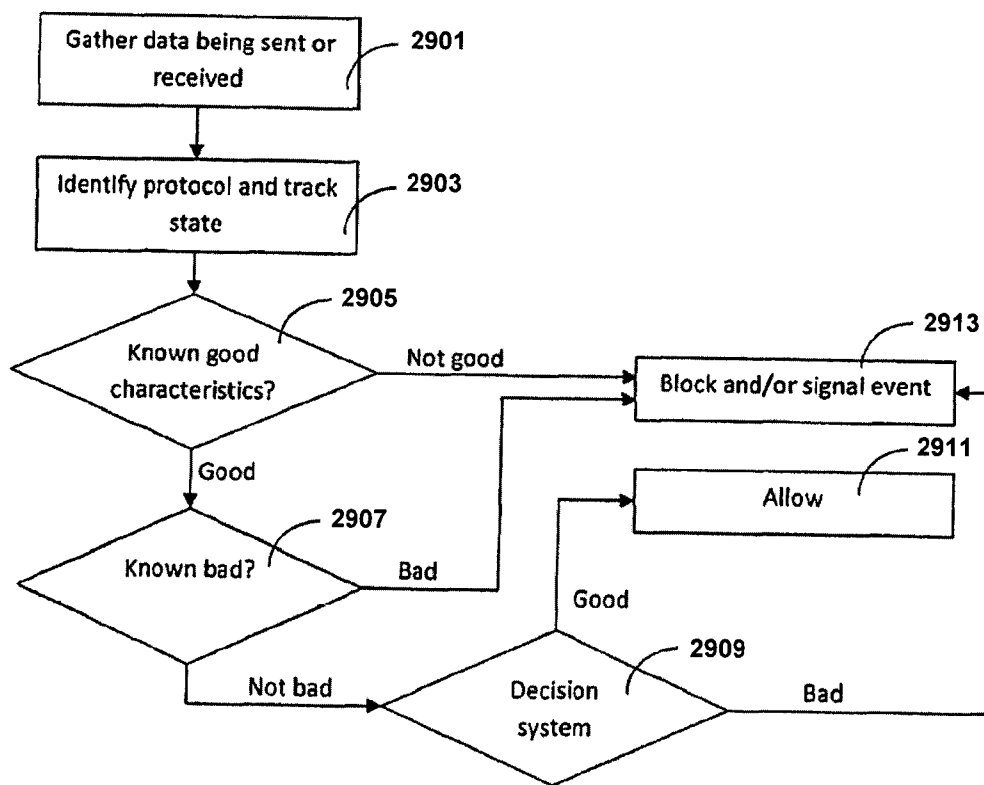 Gather data being sent or
received
2901
Identify protocol and track
state
2903
2905
Known good
characteristics?
Not good
2913
Block and/or signal event
Good
2911
Allow
2907
Known bad?
Bad
Good
2909
Not bad
Decision
system
Bad